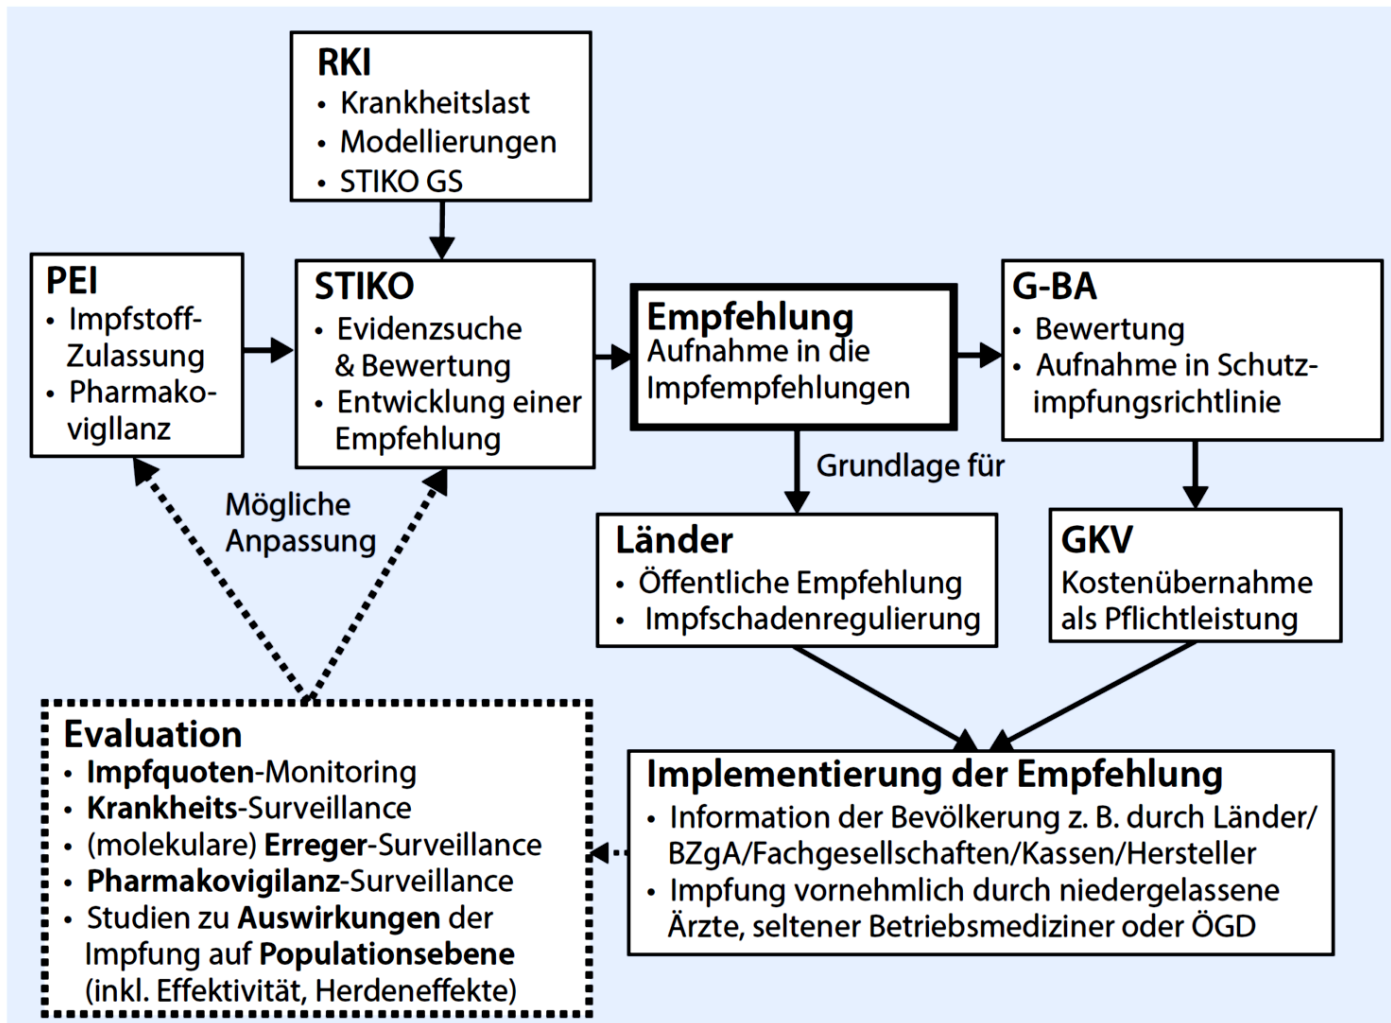 RKI
• Krankheitslast
• Modellierungen
• STIKO GS
PEI
• Impfstoff-
Zulassung
• Pharmako-
vigllanz
STIKO
• Evidenzsuche
& Bewertung
• Entwicklung einer
Empfehlung
Empfehlung
Aufnahme in die
Impfempfehlungen
G-BA
• Bewertung
• Aufnahme in Schutz-
impfungsrichtlinie
Grundlage für
Mögliche
Anpassung
Länder
• Öffentliche Empfehlung
• Impfschadenregulierung
GKV
Kostenübernahme
als Pflichtleistung
Evaluation
• Impfquoten-Monitoring
• Krankheits-Surveillance
• (molekulare) Erreger-Surveillance
• Pharmakovigilanz-Surveillance
• Studien zu Auswirkungen der
Impfung auf Populationsebene
(inkl. Effektivität, Herdeneffekte)
Implementierung der Empfehlung
• Information der Bevölkerung z. B. durch Länder/
BZgA/Fachgesellschaften/Kassen/Hersteller
• Impfung vornehmlich durch niedergelassene
Ärzte, seltener Betriebsmediziner oder ÖGD